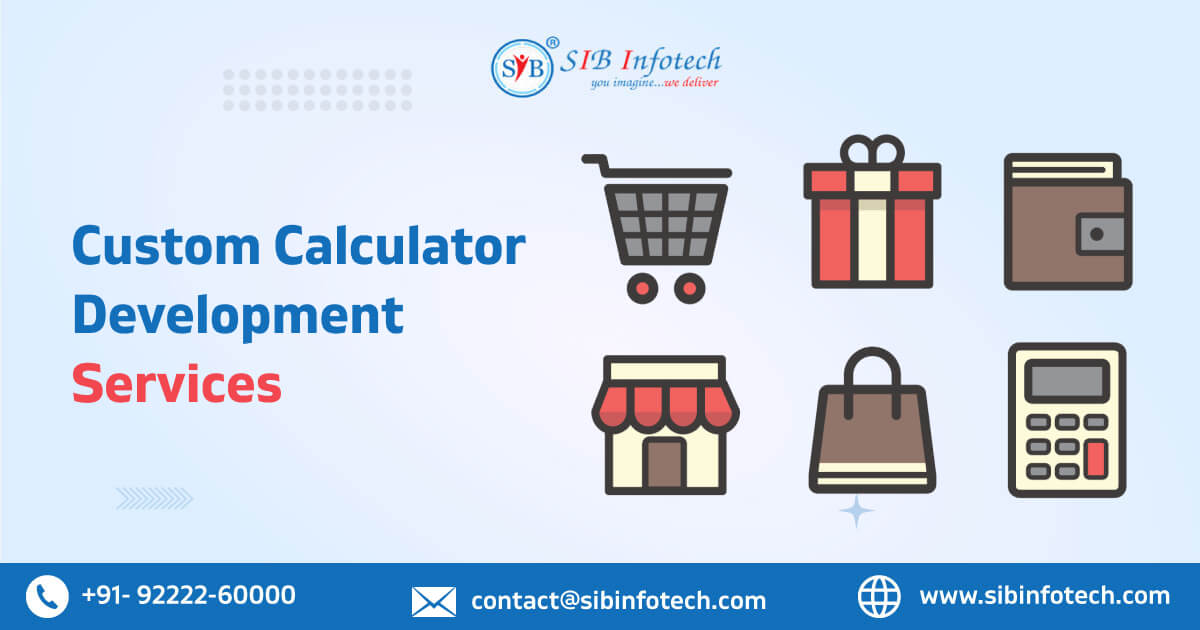 SYB ®
SIB Infotech
you imagine...we deliver
Custom Calculator
Development
Services
+91- 92222-60000
contact@sibinfotech.com
www.sibinfotech.com